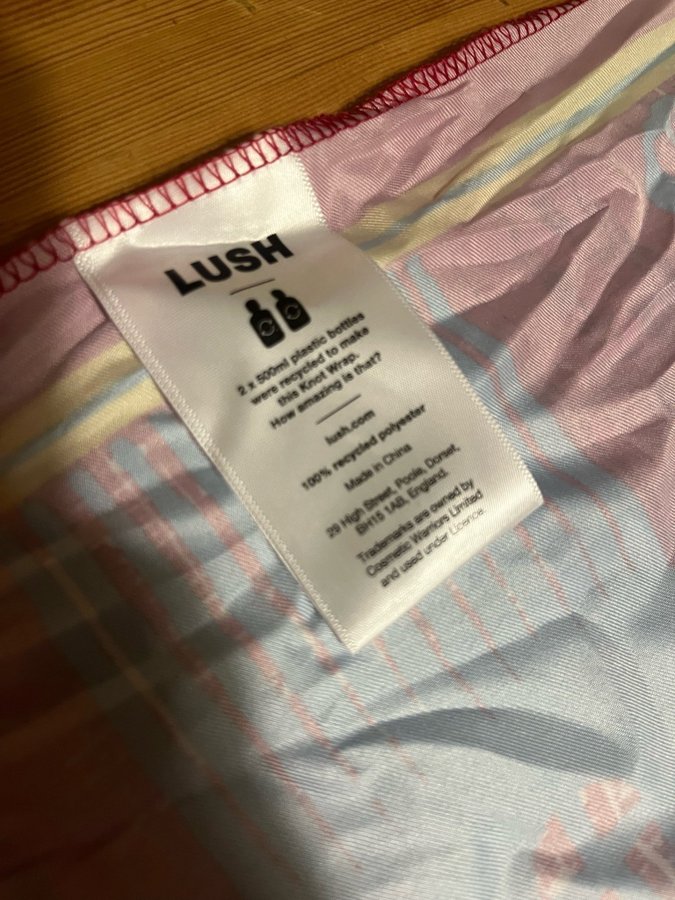 LUSH
2 x 500ml plastic bottles
were recycled to make
this Knot Wrap.
How amazing is that?
lush.com
100% recycled polyester
Made in China
29 High Street, Poole, Dorset,
BH15 1AB, England.
Trademarks are owned by
Cosmetic Warriors Limited
and used under Licence.